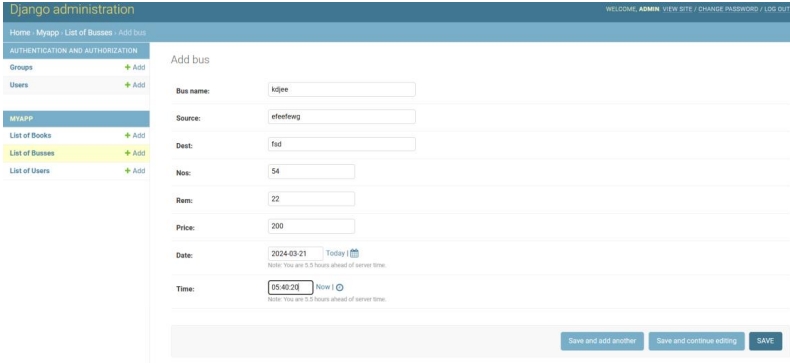 Django administration
WELCOME, ADMIN VIEW SITE / CHANGE PASSWORD / LOG OUT
Home › Myapp › List of Busses › Add bus
AUTHENTICATION AND AUTHORIZATION
Groups + Add
Users + Add
MYAPP
List of Books + Add
List of Busses + Add
List of Users + Add
Add bus
Bus name: kdjee
Source: efeefewg
Dest: fsd
Nos: 54
Rem: 22
Price: 200
Date: 2024-03-21 Today |
Note: You are 5.5 hours ahead of server time.
Time: 05:40:20 Now |
Note: You are 5.5 hours ahead of server time.
Save and add another Save and continue editing SAVE